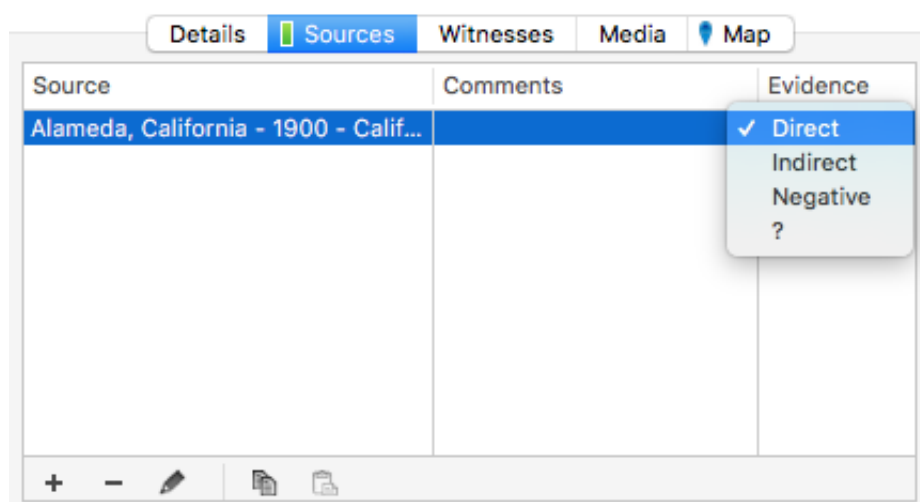 Details Sources Witnesses Media Map
Source Comments Evidence
Alameda, California - 1900 - Calif... ✓ Direct
Indirect
Negative
?